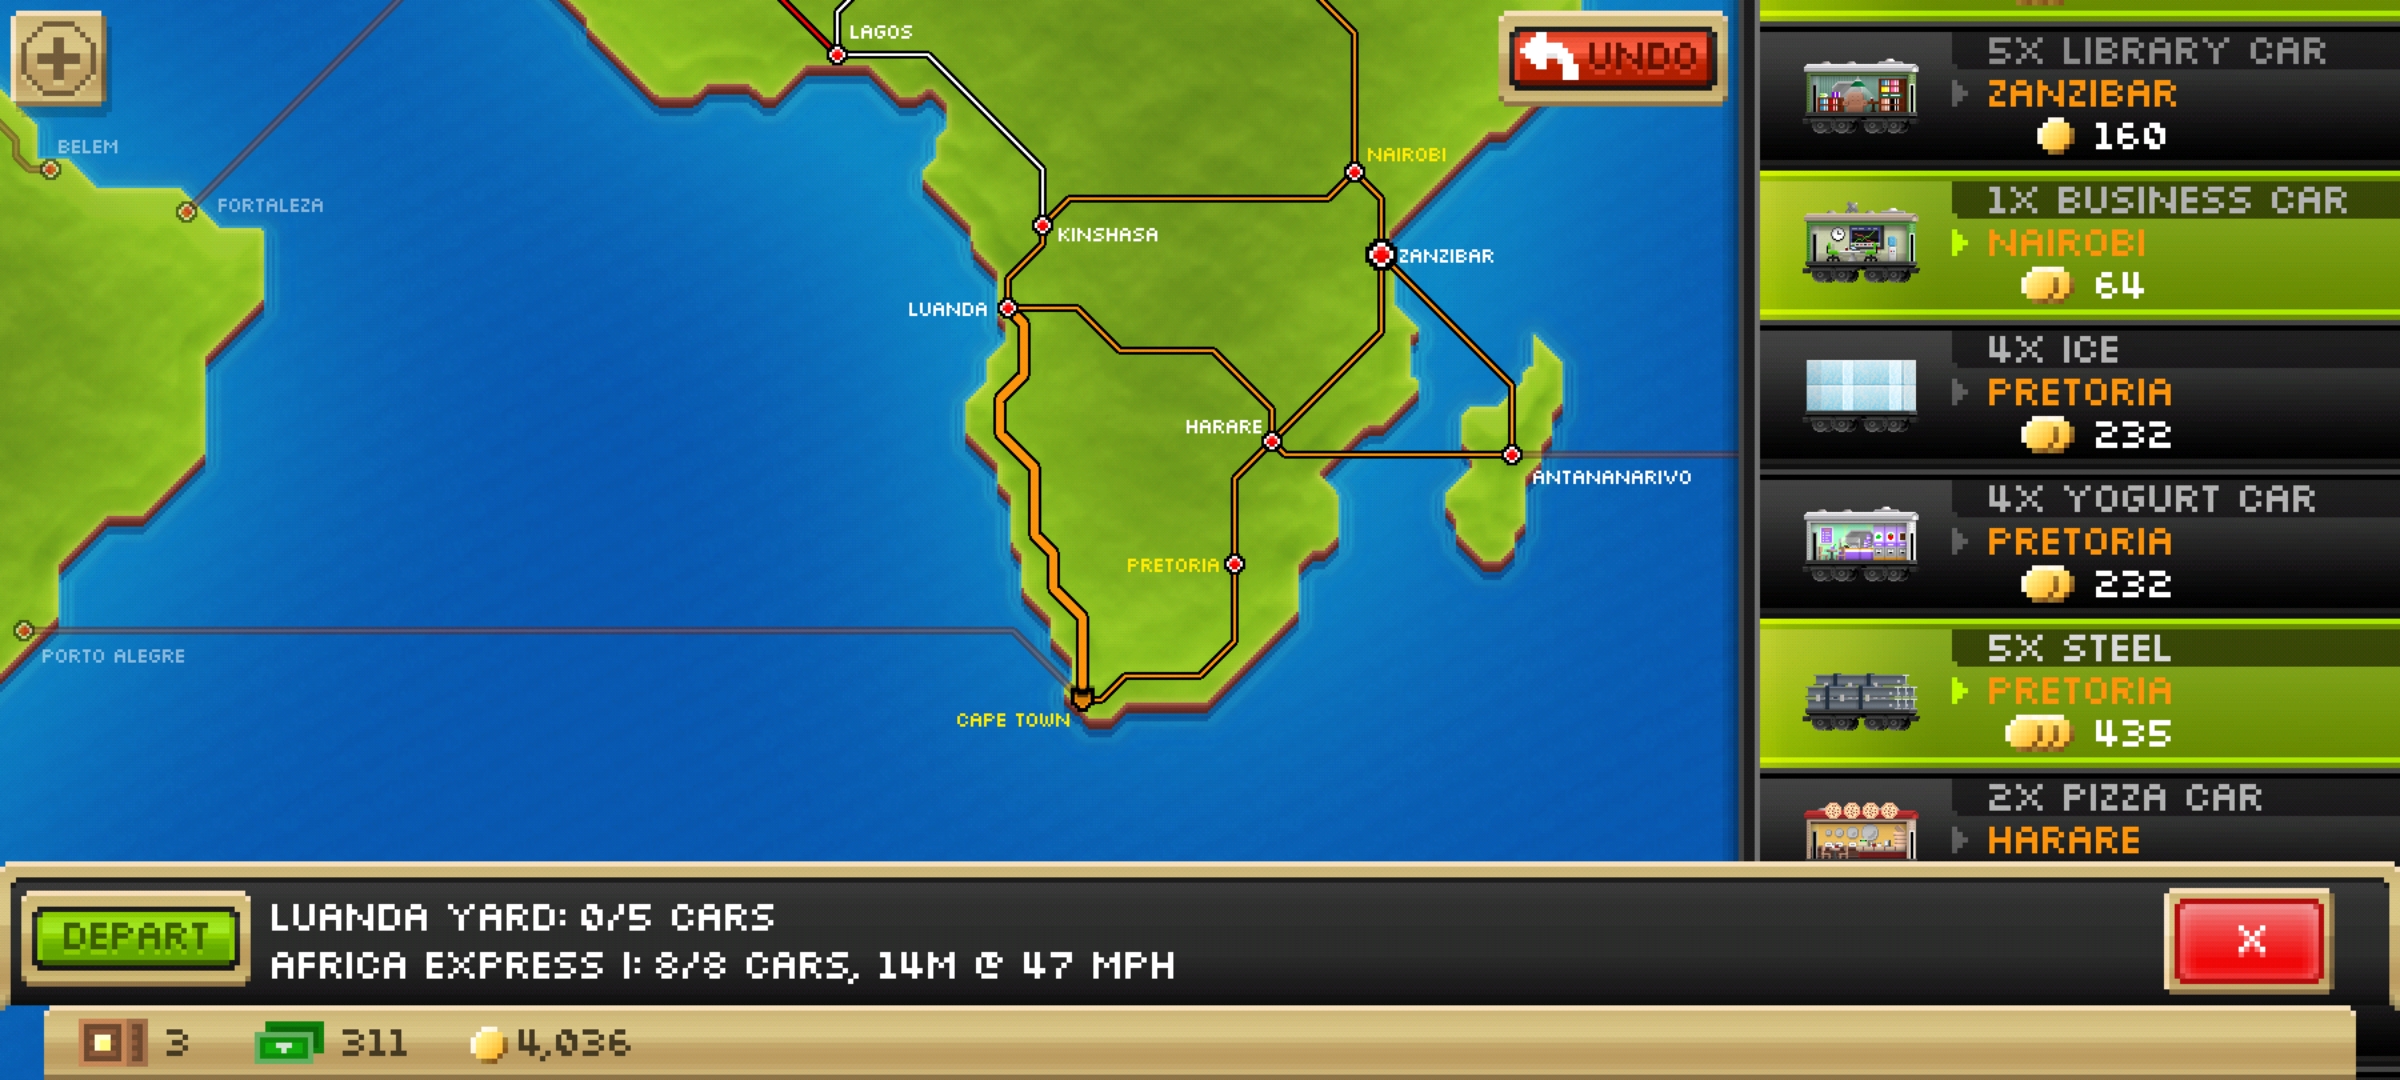 LAGOS
UNDO
BELEM
FORTALEZA
NAIROBI
KINSHASA
ZANZIBAR
LUANDA
HARARE
ANTANANARIVO
PRETORIA
PORTO ALEGRE
CAPE TOWN
5X LIBRARY CAR
ZANZIBAR
160
1X BUSINESS CAR
NAIROBI
64
4X ICE
PRETORIA
232
4X YOGURT CAR
PRETORIA
232
5X STEEL
PRETORIA
435
2X PIZZA CAR
HARARE
DEPART
LUANDA YARD: 0/5 CARS
AFRICA EXPRESS I: 8/8 CARS, 14M @ 47 MPH
X
3
311
4,036